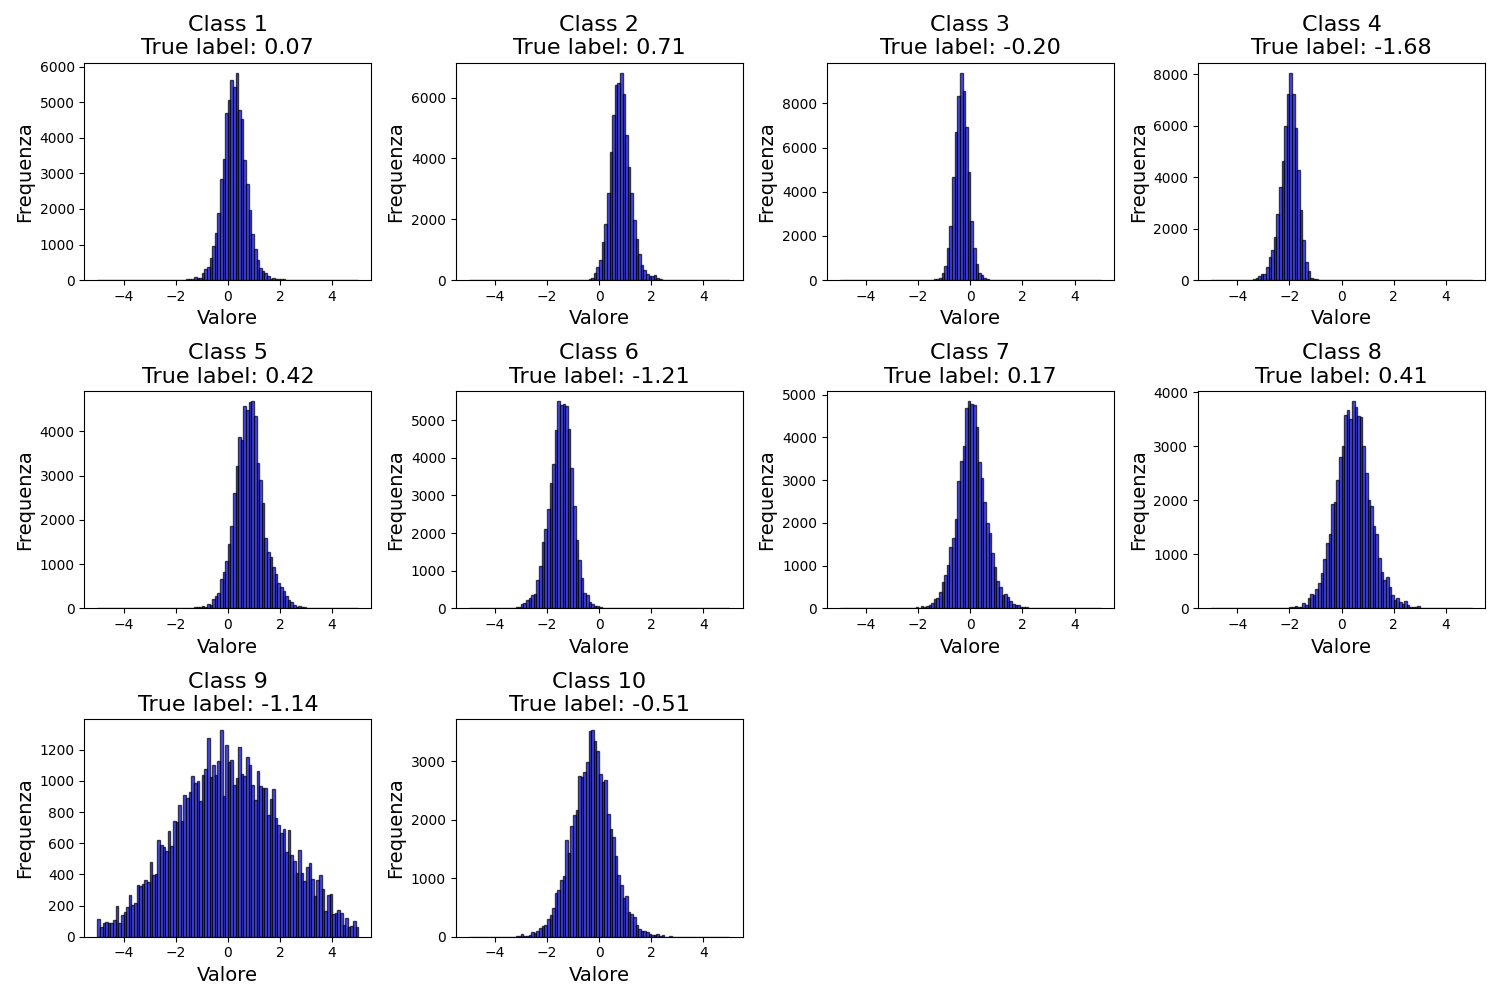 Class 1
True label: 0.07
Class 2
True label: 0.71
Class 3
True label: -0.20
Class 4
True label: -1.68
Frequenza
6000
5000
4000
3000
2000
1000
0
−4 −2 0 2 4
Valore
Frequenza
6000
4000
2000
0
−4 −2 0 2 4
Valore
Frequenza
8000
6000
4000
2000
0
−4 −2 0 2 4
Valore
Frequenza
8000
6000
4000
2000
0
−4 −2 0 2 4
Valore
Class 5
True label: 0.42
Class 6
True label: -1.21
Class 7
True label: 0.17
Class 8
True label: 0.41
Frequenza
4000
3000
2000
1000
0
−4 −2 0 2 4
Valore
Frequenza
5000
4000
3000
2000
1000
0
−4 −2 0 2 4
Valore
Frequenza
5000
4000
3000
2000
1000
0
−4 −2 0 2 4
Valore
Frequenza
4000
3000
2000
1000
0
−4 −2 0 2 4
Valore
Class 9
True label: -1.14
Class 10
True label: -0.51
Frequenza
1200
1000
800
600
400
200
0
−4 −2 0 2 4
Valore
Frequenza
3000
2000
1000
0
−4 −2 0 2 4
Valore